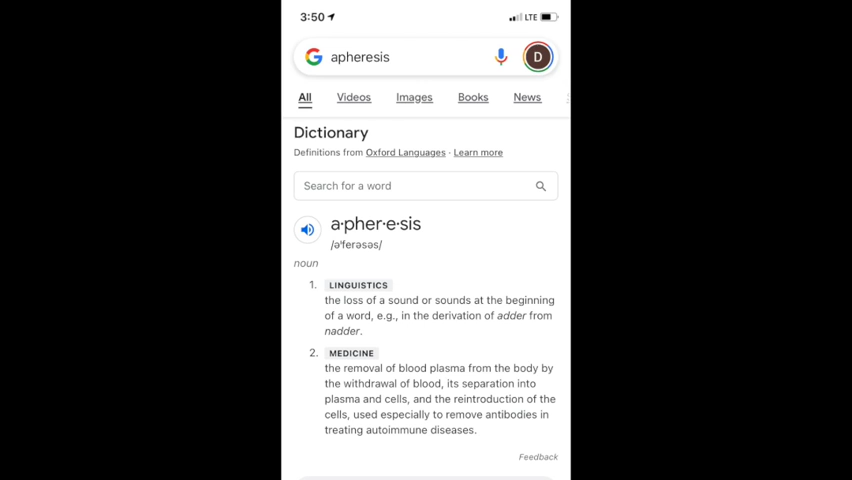 3:50 LTE
apheresis D
All Videos Images Books News
Dictionary
Definitions from Oxford Languages · Learn more
Search for a word
a·pher·e·sis
/əˈferəsəs/
noun
1. LINGUISTICS
the loss of a sound or sounds at the beginning
of a word, e.g., in the derivation of adder from
nadder.
2. MEDICINE
the removal of blood plasma from the body by
the withdrawal of blood, its separation into
plasma and cells, and the reintroduction of the
cells, used especially to remove antibodies in
treating autoimmune diseases.
Feedback